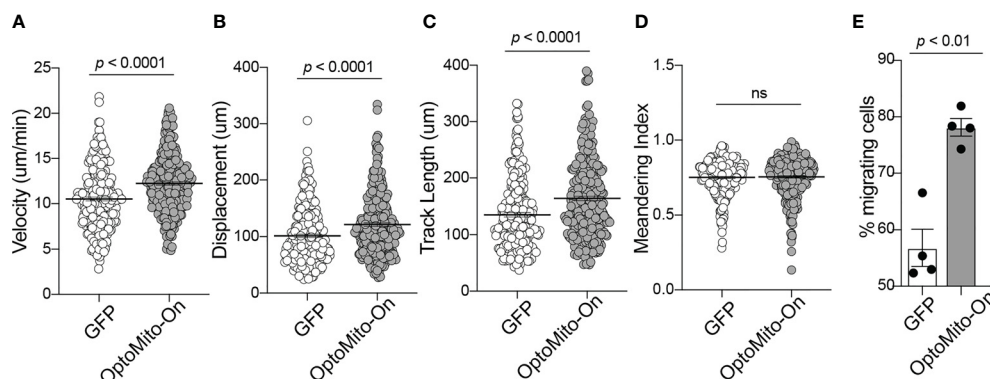 A
Velocity (um/min)
25
20
15
10
5
0
p < 0.0001
GFP
OptoMito-On
B
Displacement (um)
400
300
200
100
0
p < 0.0001
GFP
OptoMito-On
C
Track Length (um)
400
300
200
100
0
p < 0.0001
GFP
OptoMito-On
D
Meandering Index
1.5
1.0
0.5
0.0
ns
GFP
OptoMito-On
E
% migrating cells
90
80
70
60
50
p < 0.01
GFP
OptoMito-On